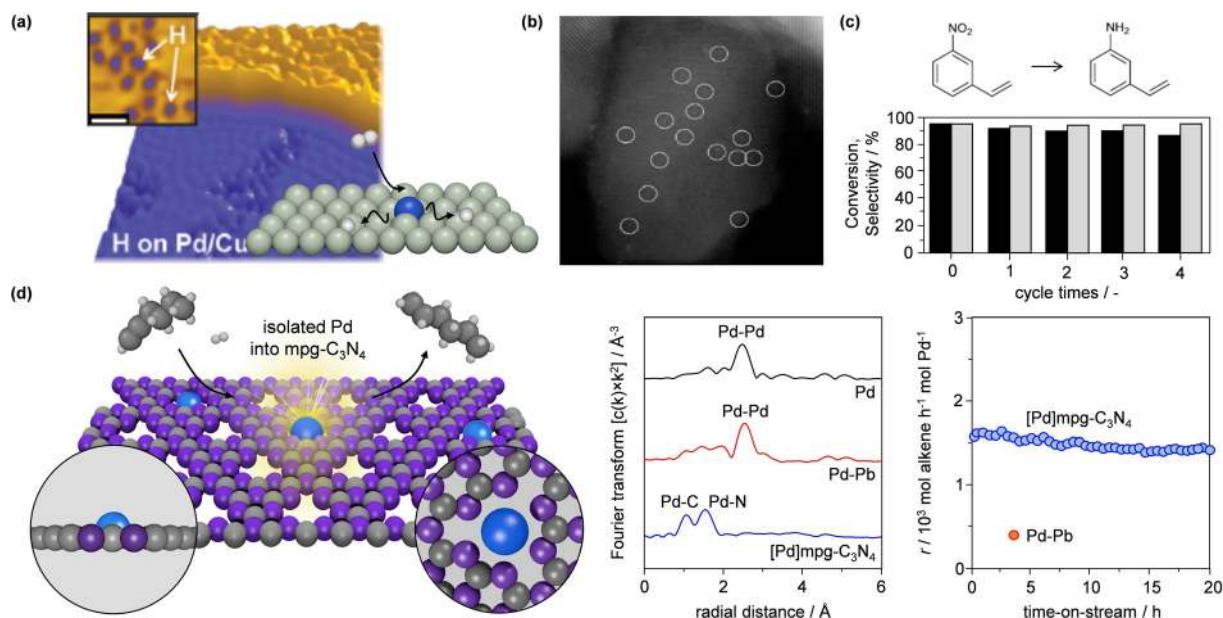 (a)
H
H on Pd/Cu
(b)
(c)
NO₂
NH₂
Conversion,
Selectivity / %
100
80
60
40
20
0
0 1 2 3 4
cycle times / -
(d)
isolated Pd
into mpg-C₃N₄
Fourier transform [c(k)×k²] / Å⁻³
Pd-Pd
Pd
Pd-Pd
Pd-Pb
Pd-C Pd-N
[Pd]mpg-C₃N₄
0 1 2 3 4 5 6
radial distance / Å
r / 10³ mol alkene h⁻¹ mol Pd⁻¹
3
2
1
0
[Pd]mpg-C₃N₄
Pd-Pb
0 5 10 15 20
time-on-stream / h